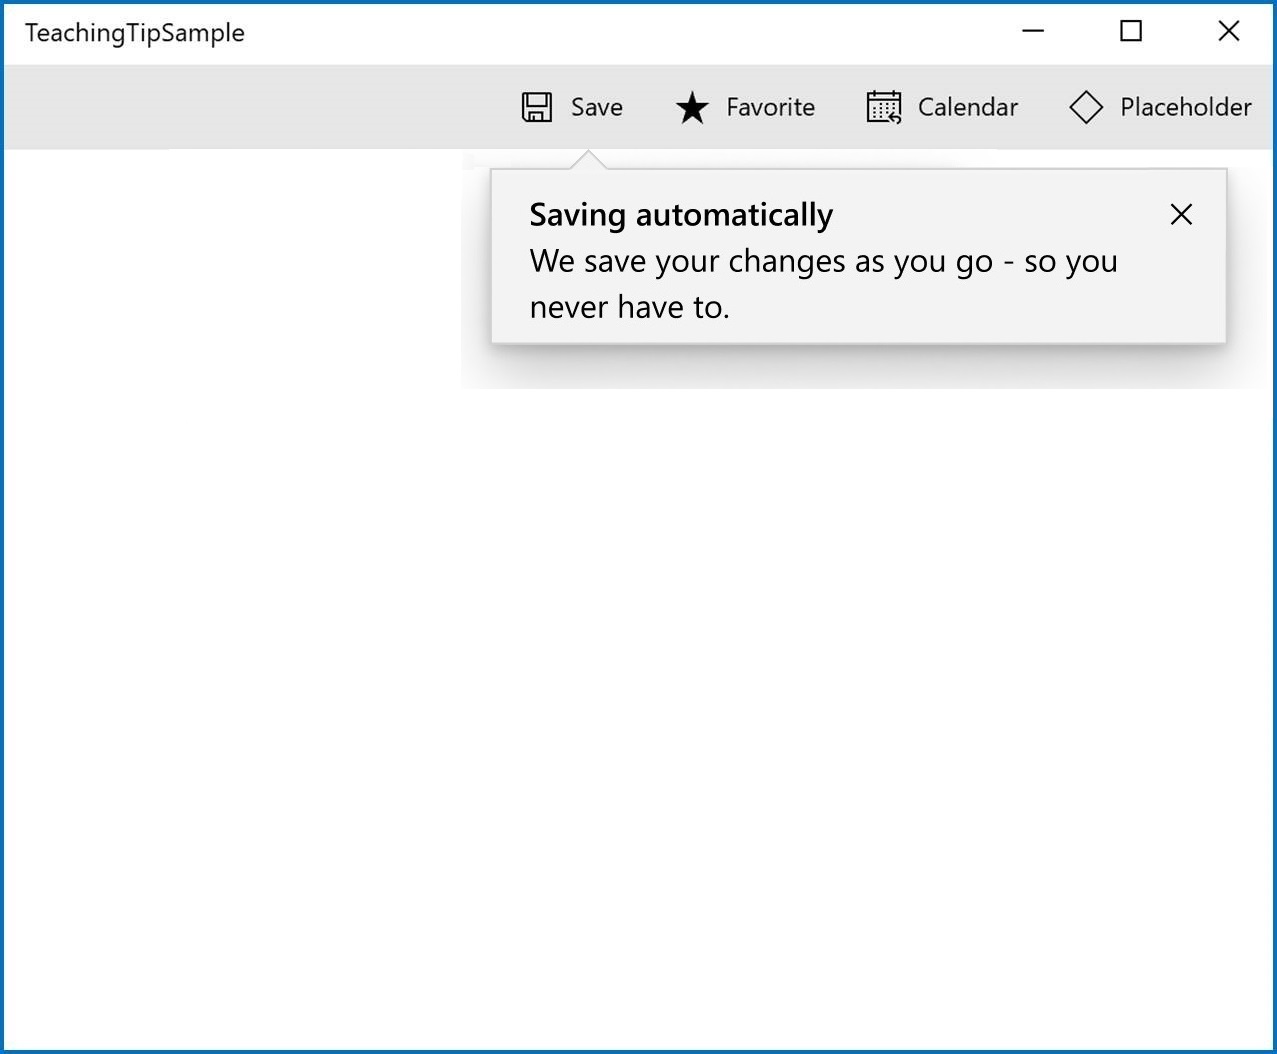 TeachingTipSample
Save Favorite Calendar Placeholder
Saving automatically
We save your changes as you go - so you
never have to.